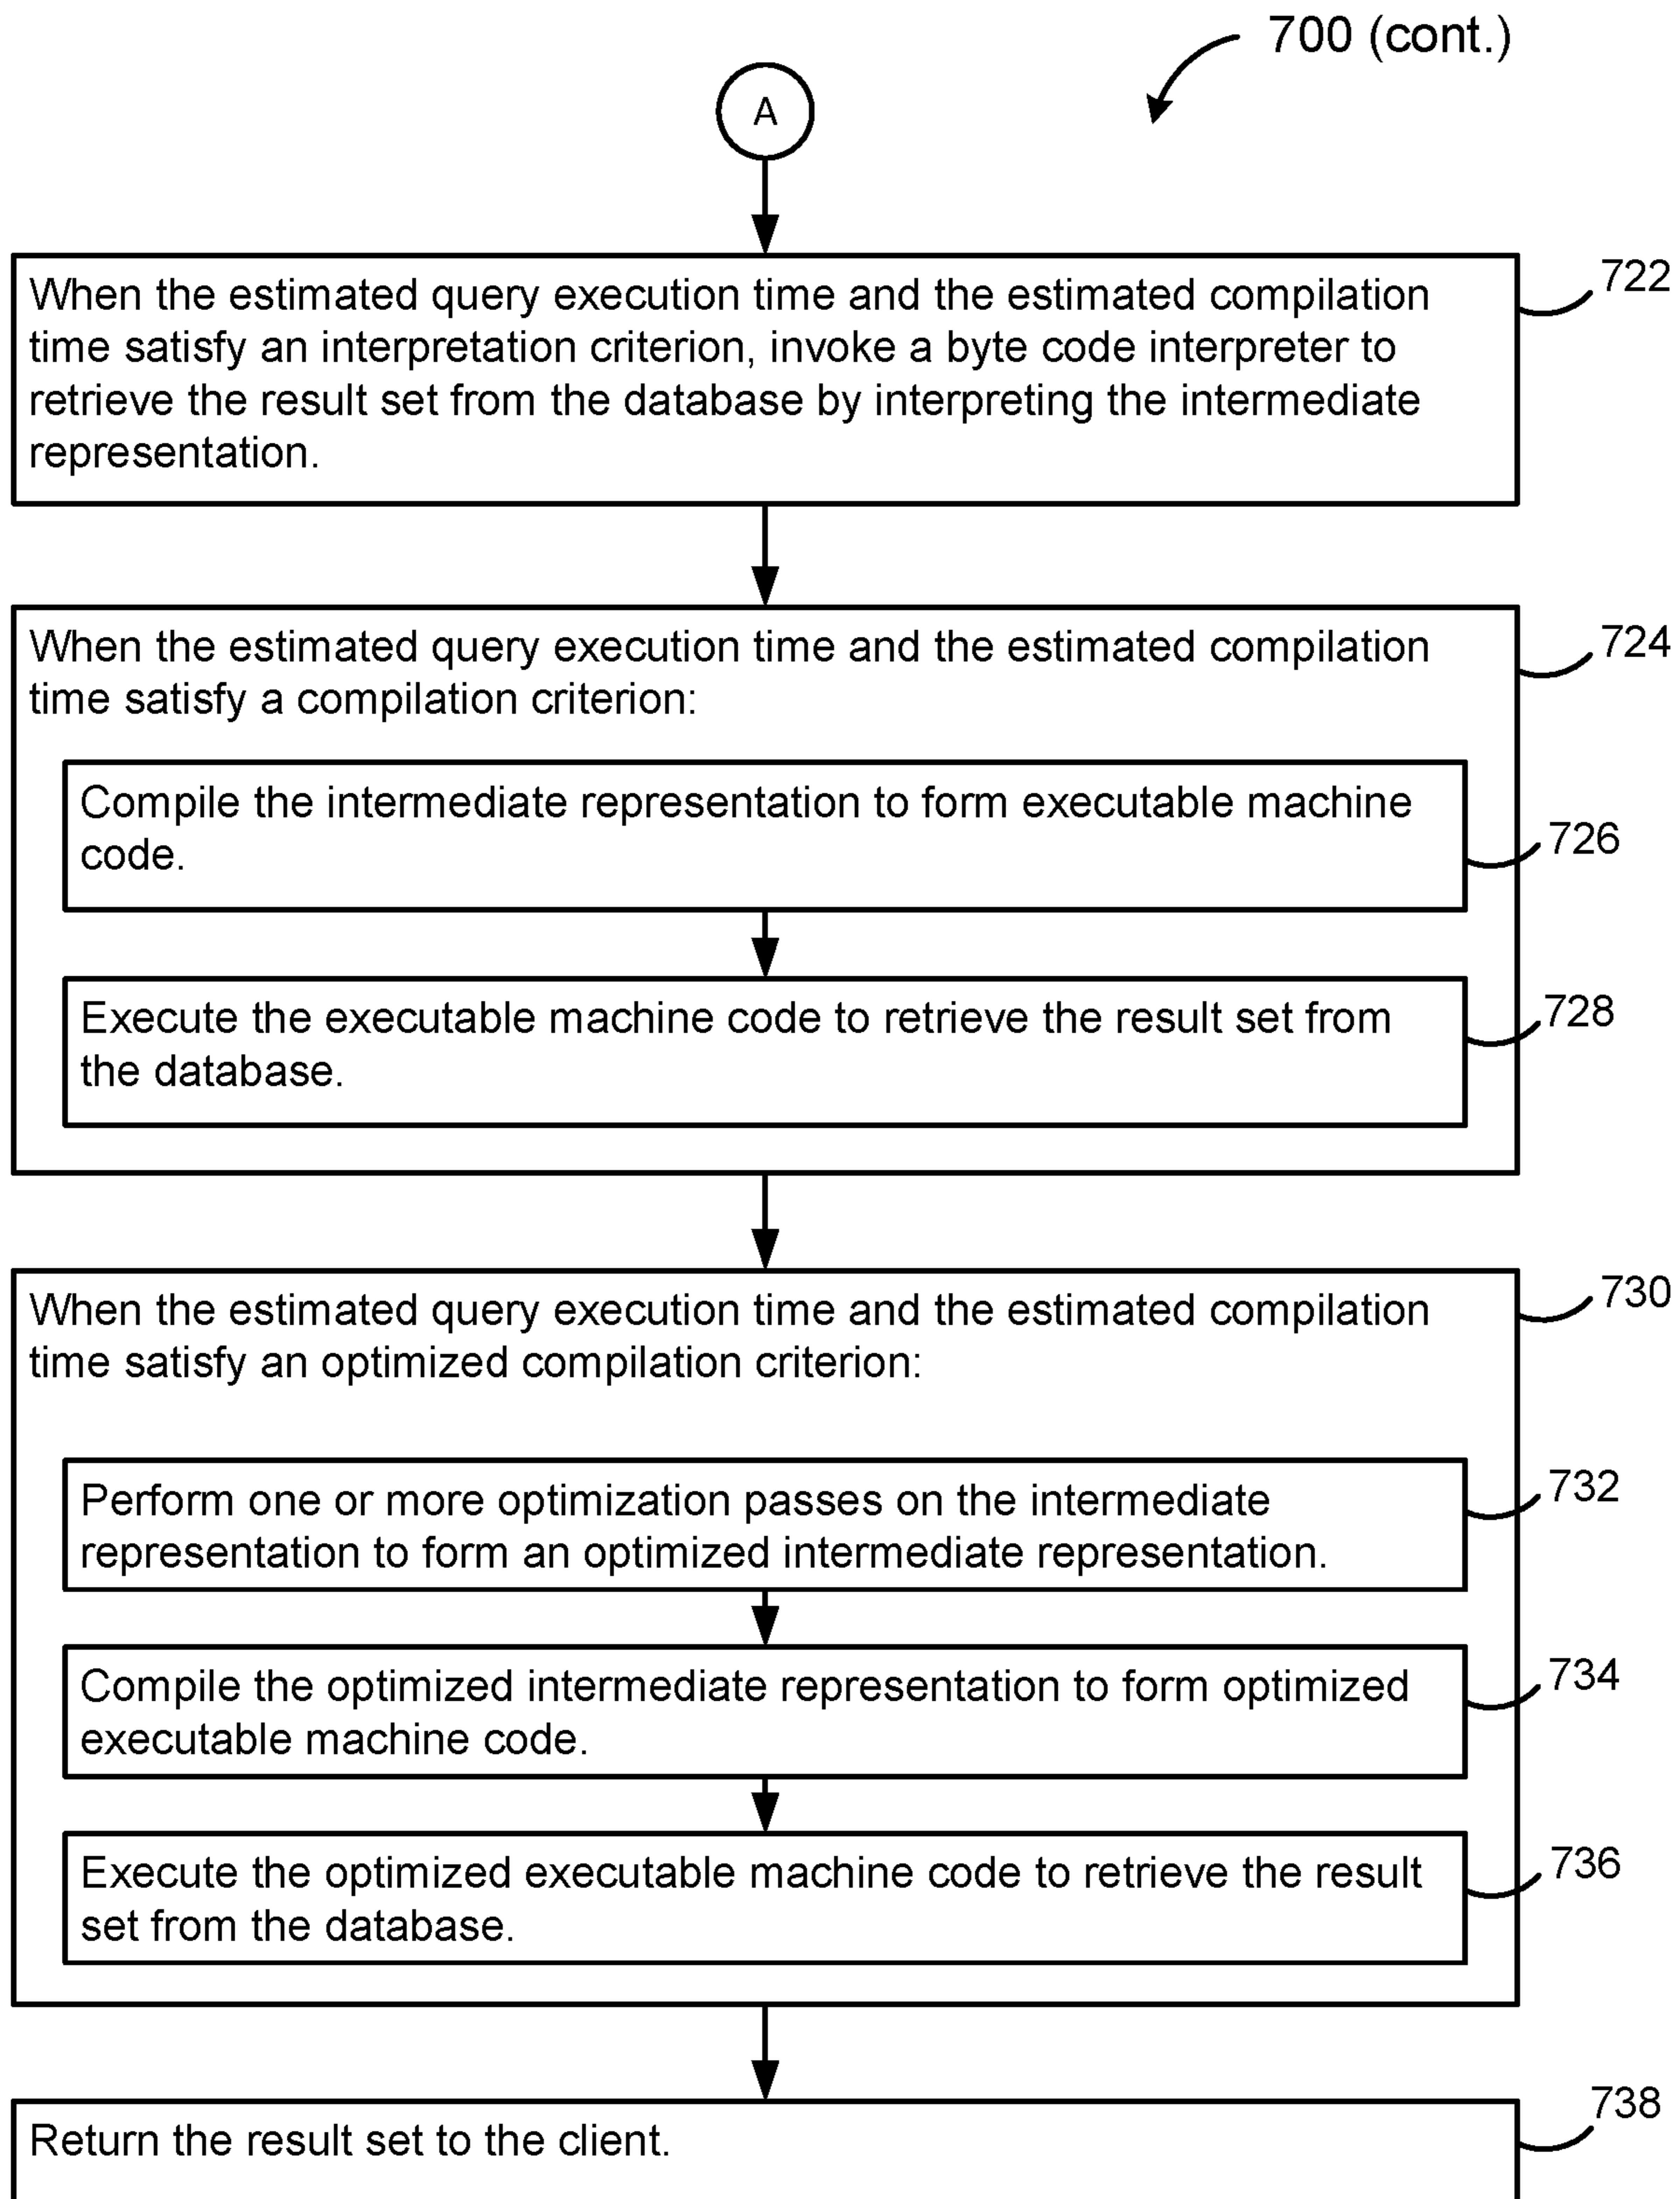 700 (cont.)
A
When the estimated query execution time and the estimated compilation
time satisfy an interpretation criterion, invoke a byte code interpreter to
retrieve the result set from the database by interpreting the intermediate
representation.
722
When the estimated query execution time and the estimated compilation
time satisfy a compilation criterion:
724
Compile the intermediate representation to form executable machine
code.
726
Execute the executable machine code to retrieve the result set from
the database.
728
When the estimated query execution time and the estimated compilation
time satisfy an optimized compilation criterion:
730
Perform one or more optimization passes on the intermediate
representation to form an optimized intermediate representation.
732
Compile the optimized intermediate representation to form optimized
executable machine code.
734
Execute the optimized executable machine code to retrieve the result
set from the database.
736
Return the result set to the client.
738